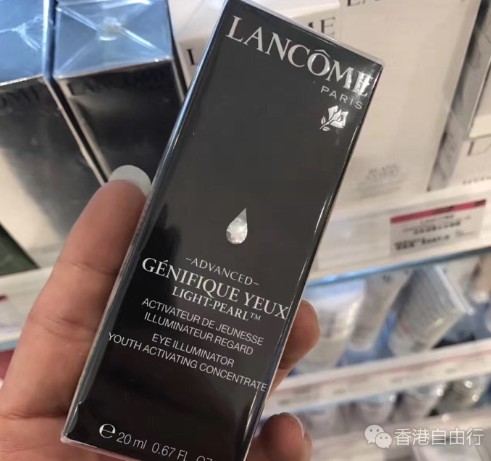 LANCÔME
PARIS
-ADVANCED-
GÉNIFIQUE YEUX
LIGHT-PEARL™
ACTIVATEUR DE JEUNESSE
ILLUMINATEUR REGARD
EYE ILLUMINATOR
YOUTH ACTIVATING CONCENTRATE
℮ 20 ml 0.67 FL.
香港自由行